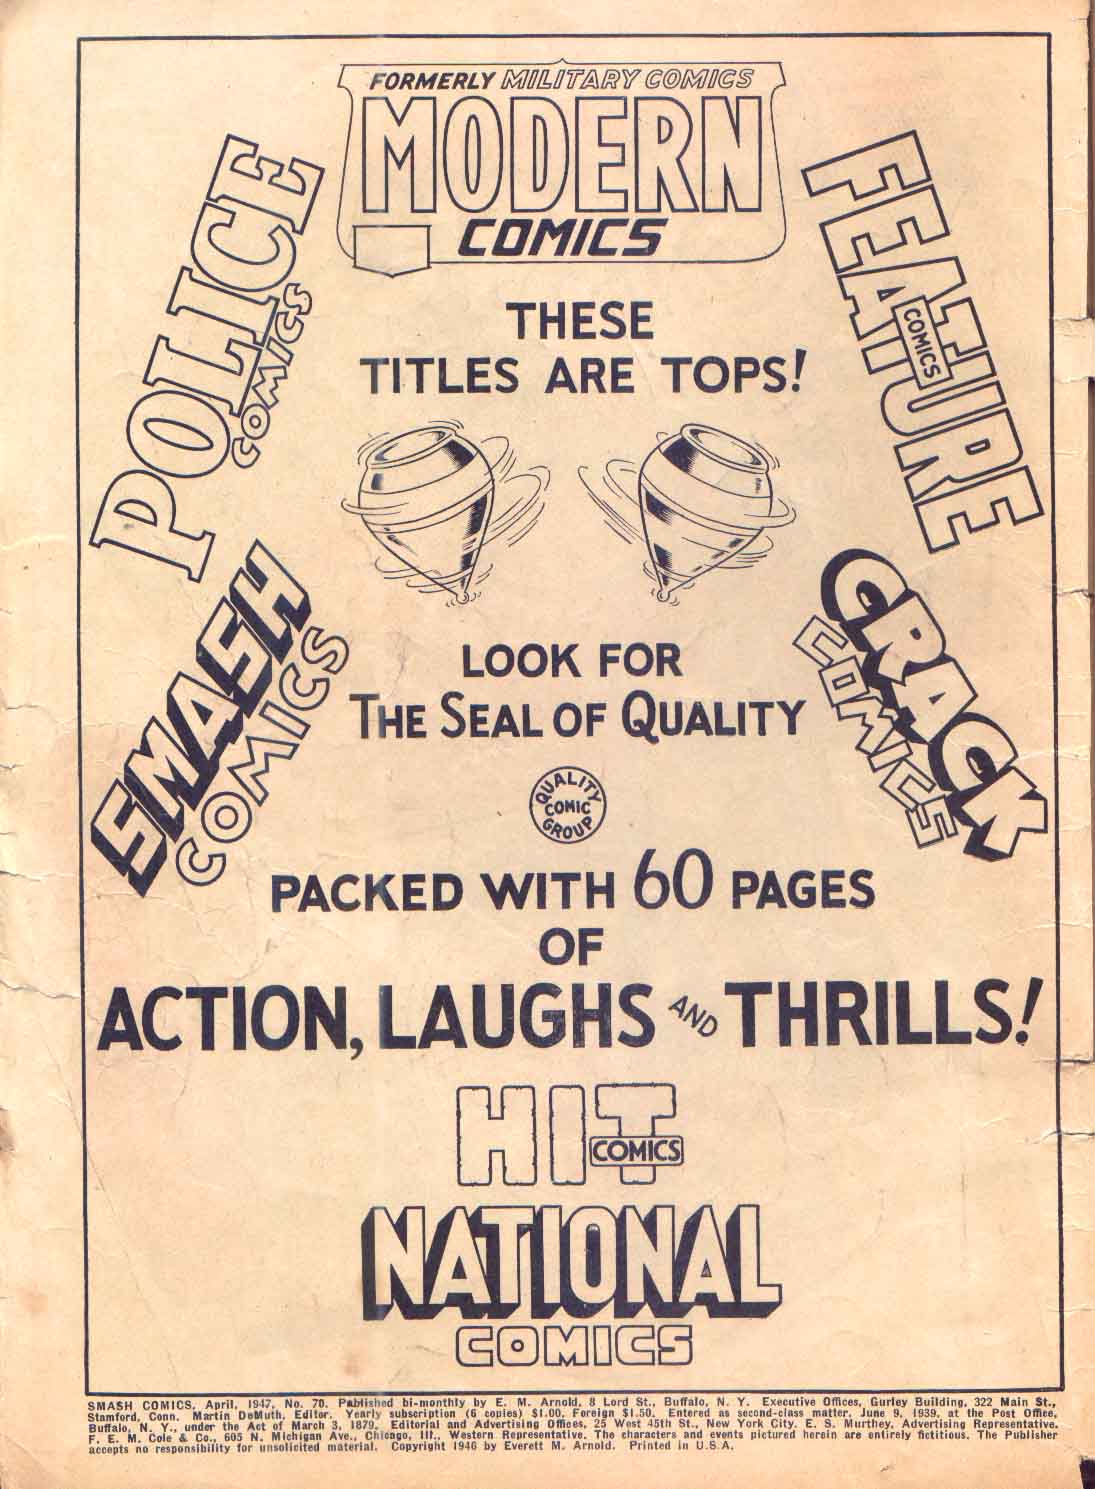 FORMERLY MILITARY COMICS
MODERN
COMICS
POLICE
COMICS
FEATURE
COMICS
THESE
TITLES ARE TOPS!
SMASH
COMICS
CRACK
COMICS
LOOK FOR
THE SEAL OF QUALITY
QUALITY
COMIC
GROUP
PACKED WITH 60 PAGES
OF
ACTION, LAUGHS AND THRILLS!
HIT
COMICS
NATIONAL
COMICS
SMASH COMICS, April, 1947, No. 70. Published bi-monthly by E. M. Arnold, 8 Lord St., Buffalo, N. Y. Executive Offices, Gurley Building, 322 Main St.,
Stamford, Conn. Martin DeMuth, Editor. Yearly subscription (6 copies) $1.00, Foreign $1.50. Entered as second-class matter, June 9, 1939, at the Post Office,
Buffalo, N. Y., under the Act of March 3, 1879. Editorial and Advertising Offices, 25 West 45th St., New York City. E. S. Murthey, Advertising Representative
F. E. M. Cole & Co., 605 N. Michigan Ave., Chicago, Ill., Western Representative. The characters and events pictured herein are entirely fictitious. The Publisher
accepts no responsibility for unsolicited material. Copyright 1946 by Everett M. Arnold. Printed in U.S.A.